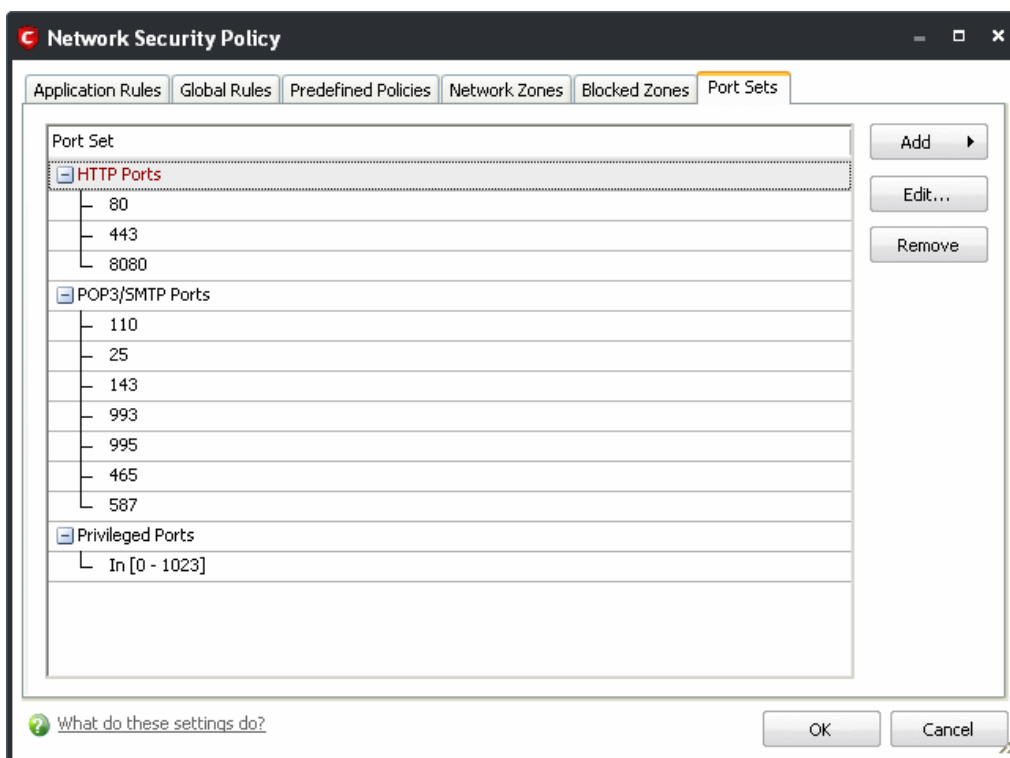 Network Security Policy
Application Rules Global Rules Predefined Policies Network Zones Blocked Zones Port Sets
Port Set
HTTP Ports
80
443
8080
POP3/SMTP Ports
110
25
143
993
995
465
587
Privileged Ports
In [0 - 1023]
Add
Edit...
Remove
What do these settings do?
OK Cancel